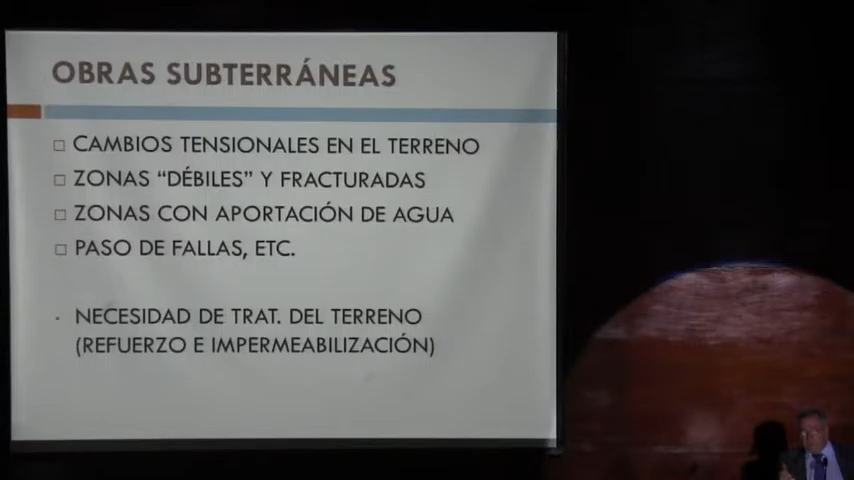 OBRAS SUBTERRÁNEAS
□ CAMBIOS TENSIONALES EN EL TERRENO
□ ZONAS “DÉBILES” Y FRACTURADAS
□ ZONAS CON APORTACIÓN DE AGUA
□ PASO DE FALLAS, ETC.
- NECESIDAD DE TRAT. DEL TERRENO
(REFUERZO E IMPERMEABILIZACIÓN)